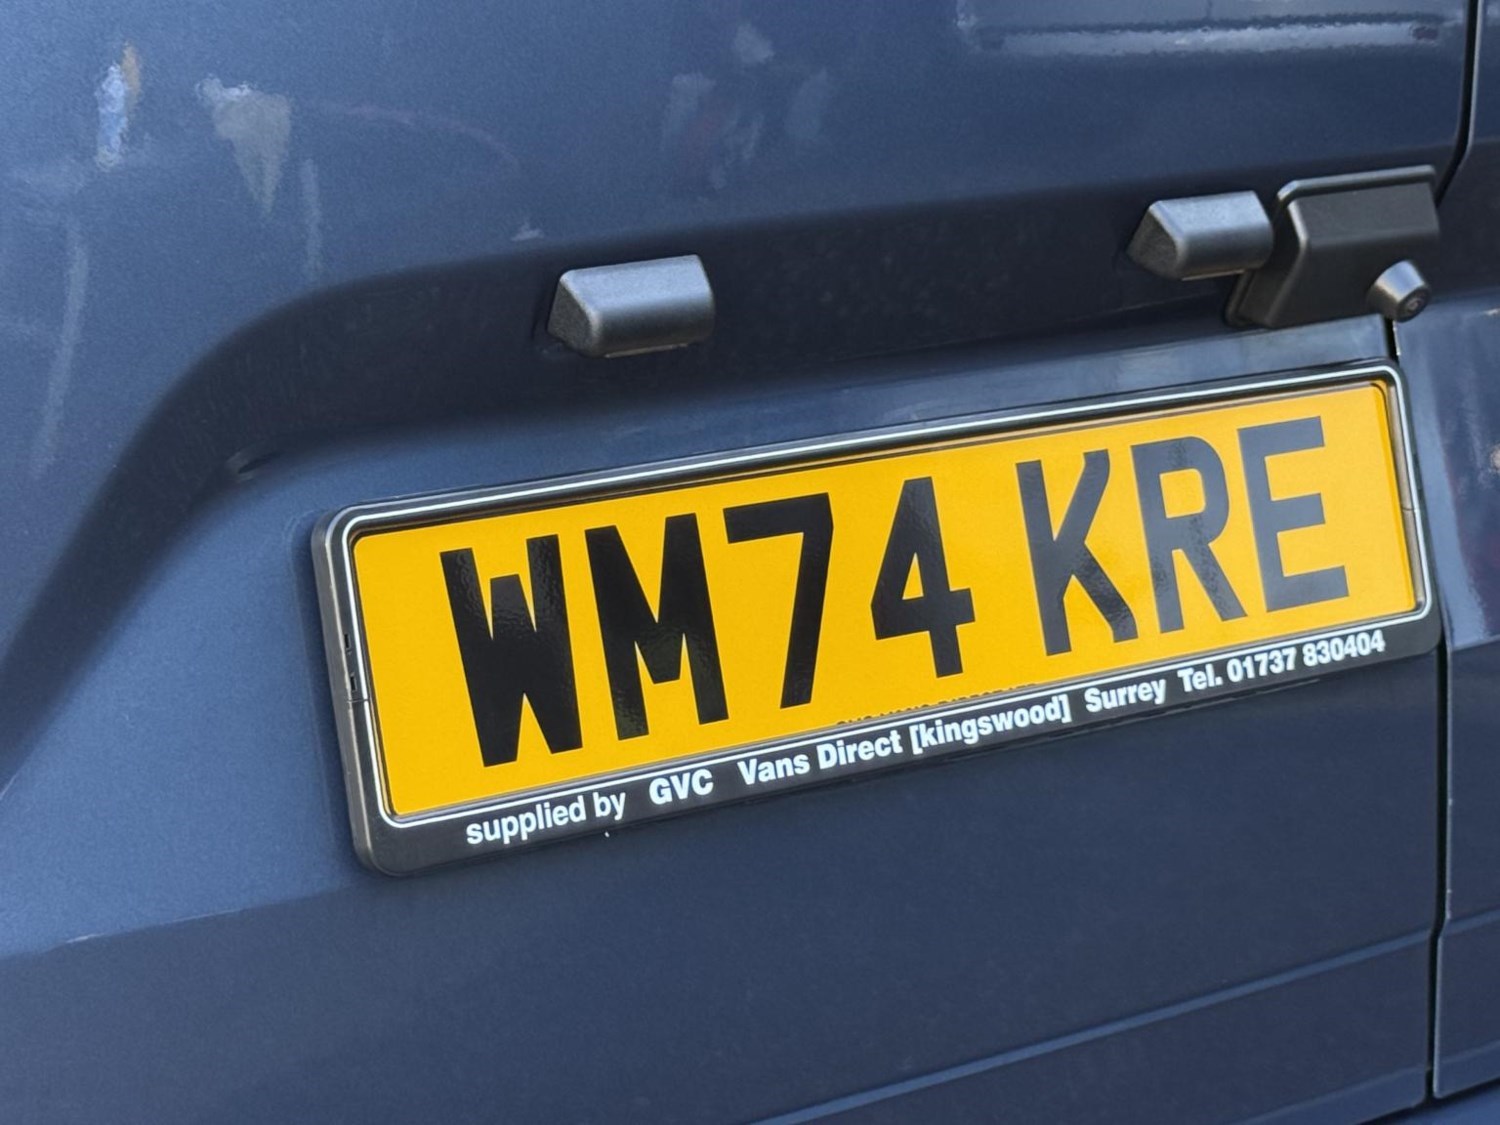 WM74 KRE
supplied by GVC Vans Direct [kingswood] Surrey Tel. 01737 830404